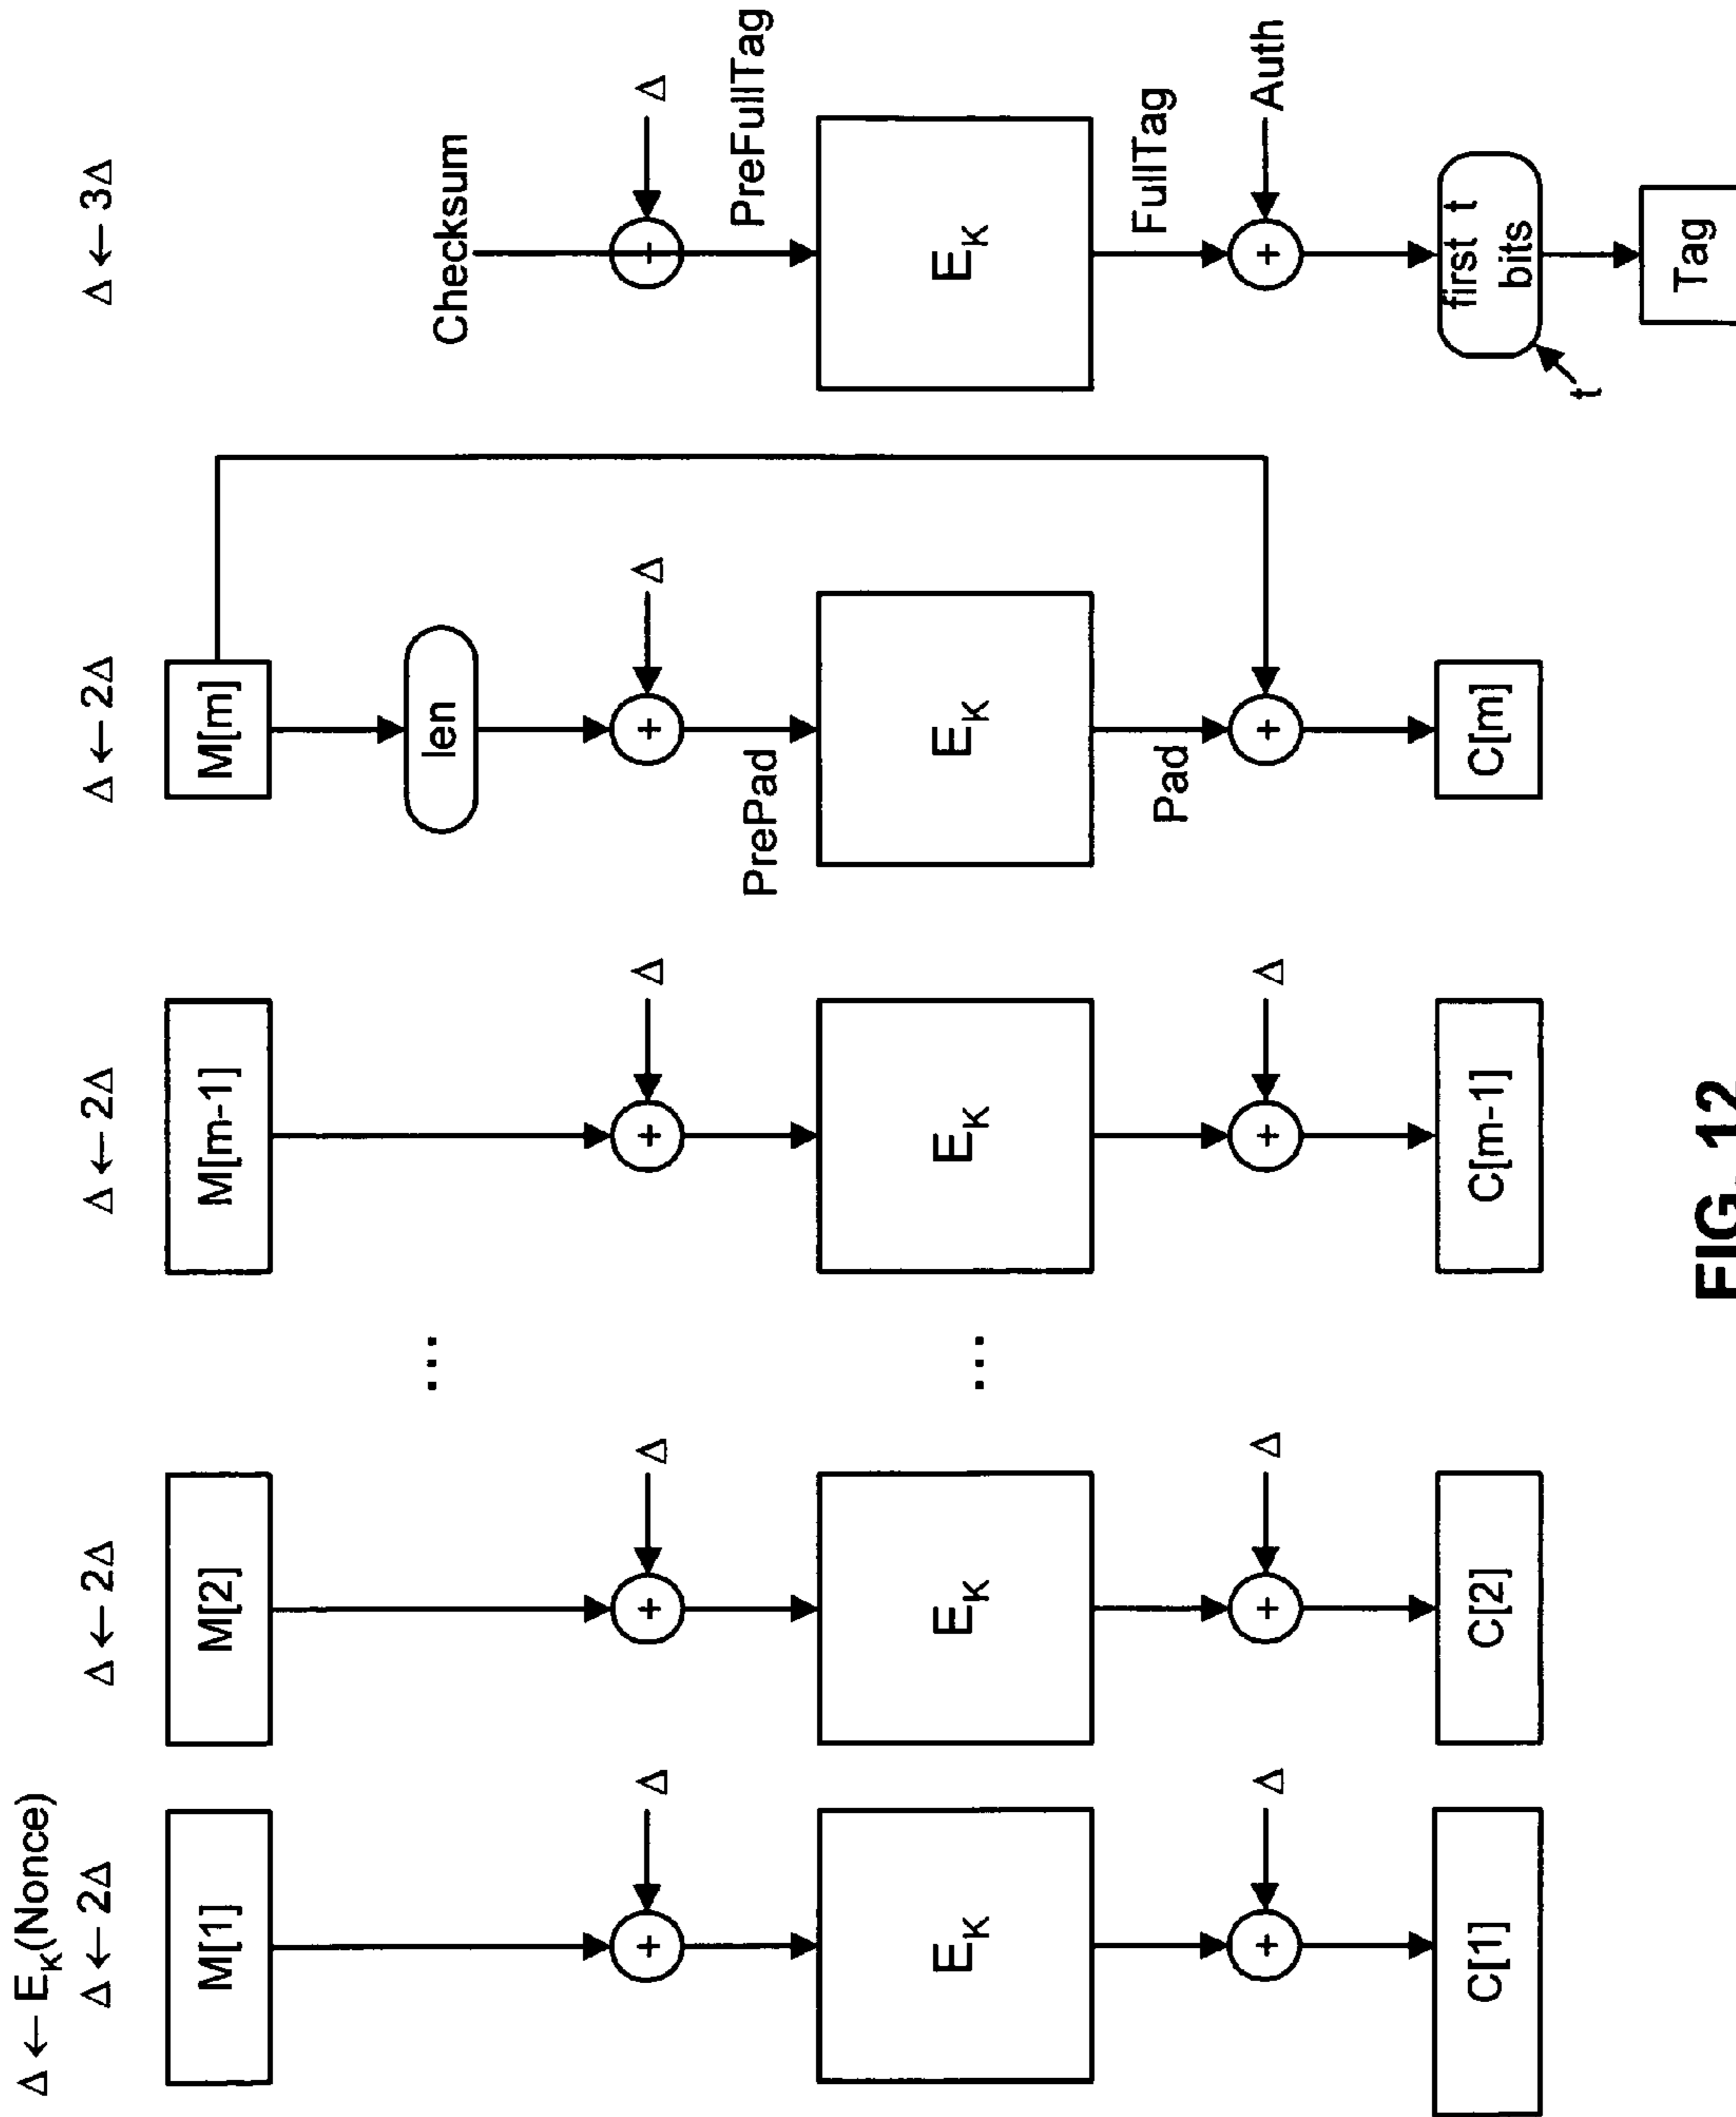 Δ ← E_K(Nonce)
Δ ← 2Δ
Δ ← 2Δ
Δ ← 2Δ
Δ ← 2Δ
Δ ← 3Δ
M[1]
M[2]
M[m-1]
M[m]
len
Checksum
...
+
Δ
+
Δ
+
Δ
+
Δ
+
Δ
PrePad
PreFullTag
E_K
E_K
...
E_K
E_K
E_K
Pad
FullTag
+
Δ
+
Δ
+
Δ
+
+
Auth
C[1]
C[2]
C[m-1]
C[m]
first t
bits
t
Tag
FIG. 12